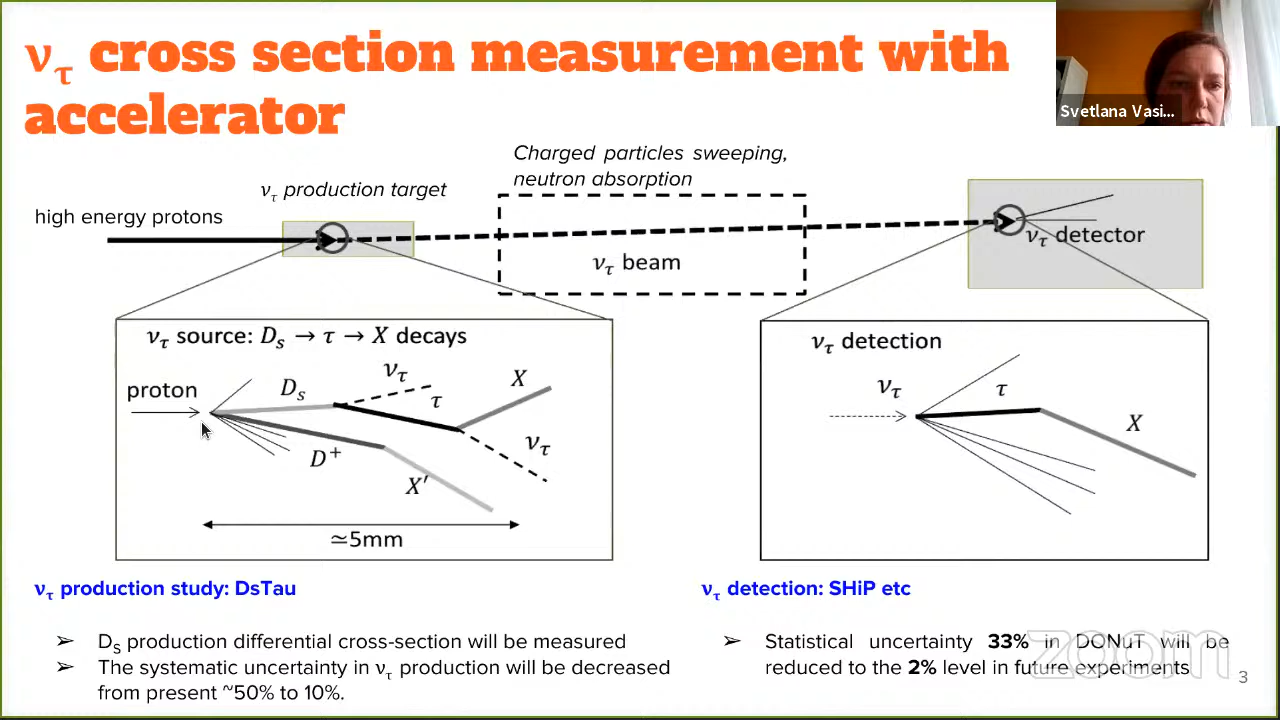 ντ cross section measurement with
accelerator
Svetlana Vasi...
Charged particles sweeping,
neutron absorption
ντ production target
high energy protons
ντ beam
ντ detector
ντ source: Ds → τ → X decays
proton
Ds
ντ
τ
X
ντ
D+
X′
≃5mm
ντ detection
ντ
τ
X
ντ production study: DsTau
➢ DS production differential cross-section will be measured
➢ The systematic uncertainty in ντ production will be decreased
from present ~50% to 10%.
ντ detection: SHiP etc
➢ Statistical uncertainty 33% in DONuT will be
reduced to the 2% level in future experiments
zoom
3